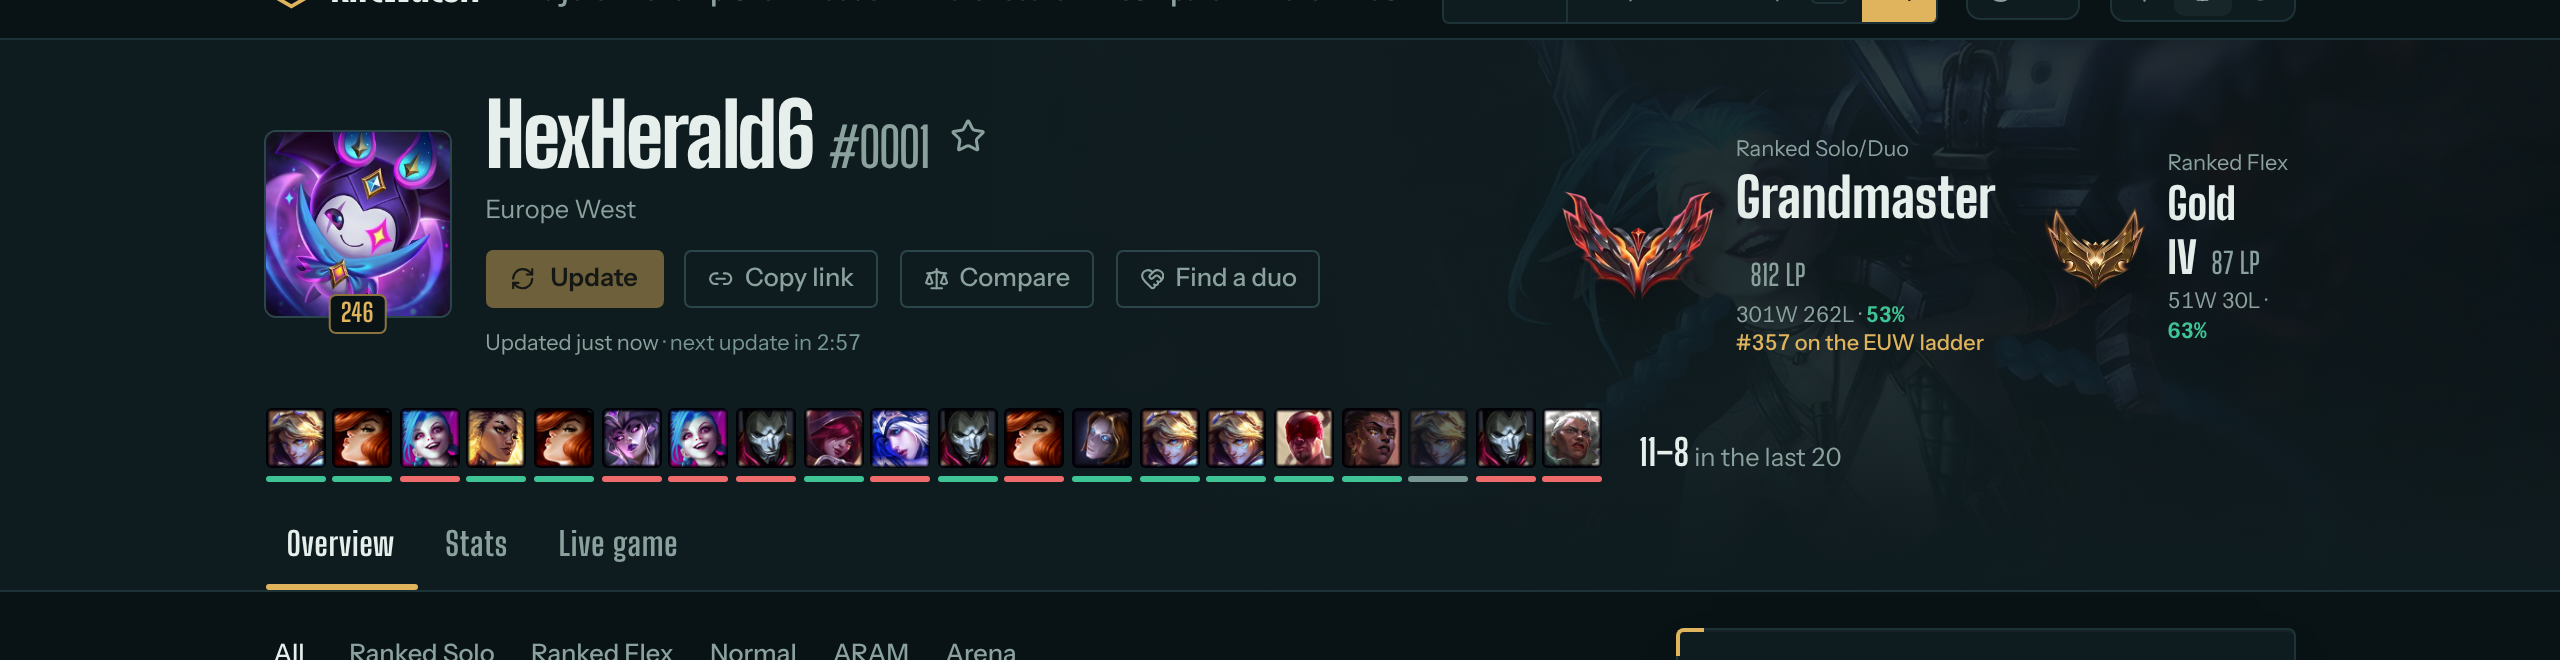 HexHerald6 #0001
Europe West
Update
Copy link
Compare
Find a duo
Updated just now · next update in 2:57
246
Ranked Solo/Duo
Grandmaster
812 LP
301W 262L · 53%
#357 on the EUW ladder
Ranked Flex
Gold
IV 87 LP
51W 30L ·
63%
11–8 in the last 20
Overview Stats Live game
All Ranked Solo Ranked Flex Normal ARAM Arena